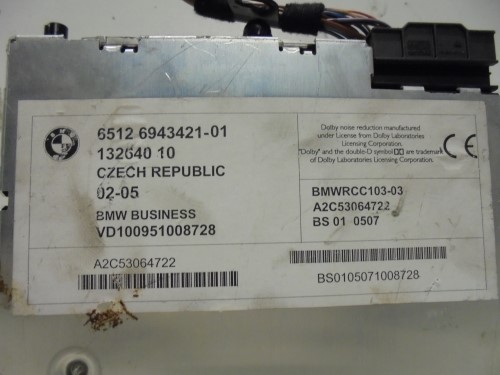 BMW
6512 6943421-01
132640 10
CZECH REPUBLIC
02-05
BMW BUSINESS
VD100951008728
A2C53064722
Dolby noise reduction manufactured
under License from Dolby Laboratories
Licensing Corporation.
"Dolby" and the double-D symbol are trademark
of Dolby Laboratories Licensing Corporation.
CE
BMWRCC103-03
A2C53064722
BS 01 0507
BS0105071008728